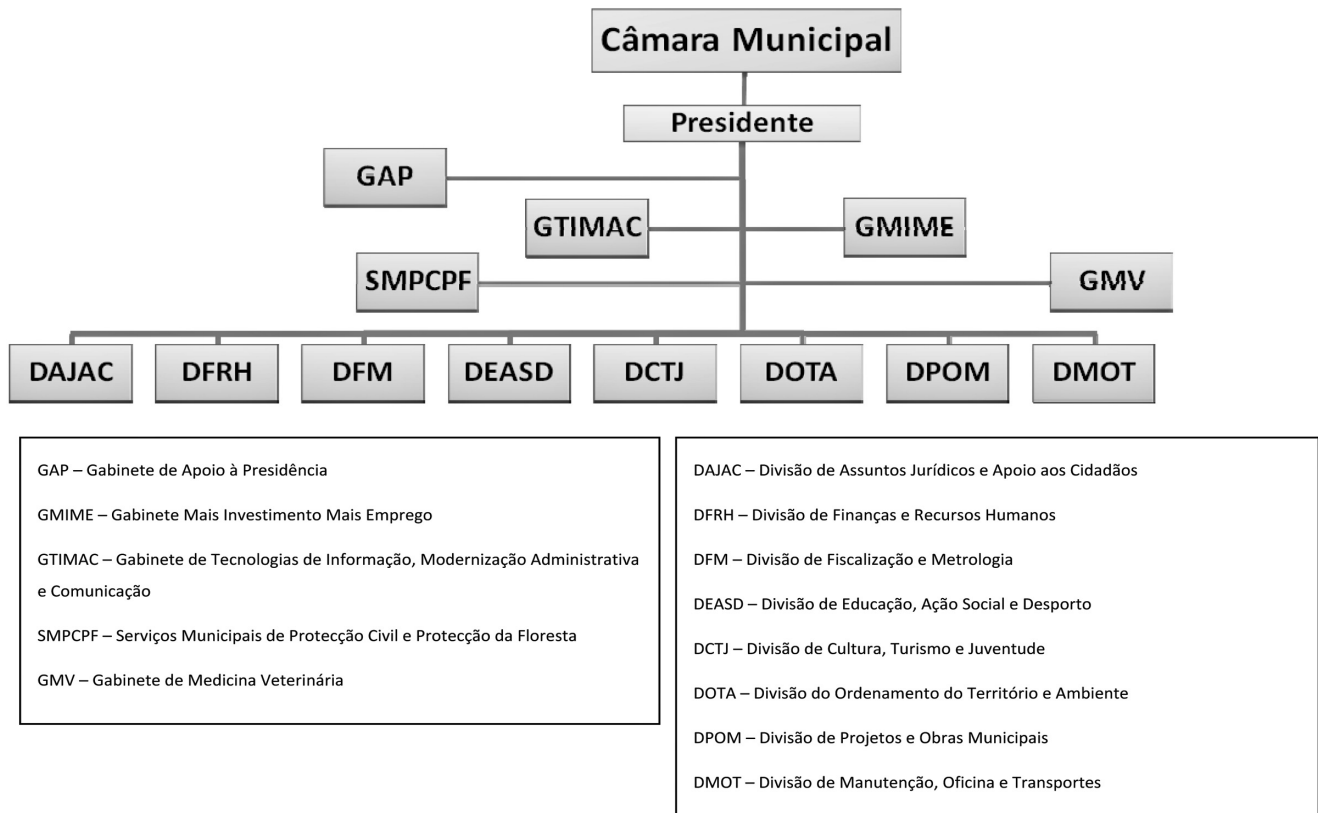 Câmara Municipal
Presidente
GAP
GTIMAC
GMIME
SMPCPF
GMV
DAJAC
DFRH
DFM
DEASD
DCTJ
DOTA
DPOM
DMOT
GAP – Gabinete de Apoio à Presidência
GMIME – Gabinete Mais Investimento Mais Emprego
GTIMAC – Gabinete de Tecnologias de Informação, Modernização Administrativa
e Comunicação
SMPCPF – Serviços Municipais de Protecção Civil e Protecção da Floresta
GMV – Gabinete de Medicina Veterinária
DAJAC – Divisão de Assuntos Jurídicos e Apoio aos Cidadãos
DFRH – Divisão de Finanças e Recursos Humanos
DFM – Divisão de Fiscalização e Metrologia
DEASD – Divisão de Educação, Ação Social e Desporto
DCTJ – Divisão de Cultura, Turismo e Juventude
DOTA – Divisão do Ordenamento do Território e Ambiente
DPOM – Divisão de Projetos e Obras Municipais
DMOT – Divisão de Manutenção, Oficina e Transportes